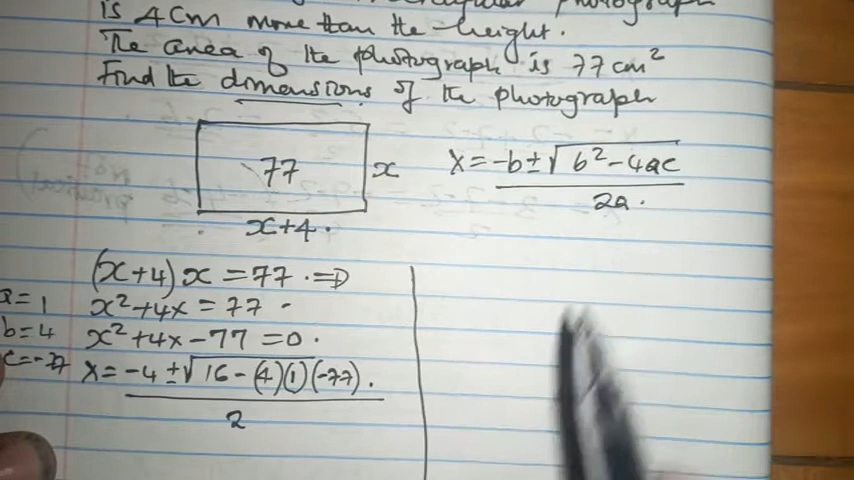 photograph
is 4cm more than the height.
The area of the photograph is 77cm²
Find the dimensions of the photograph
77
x
x+4.
x = -b ± √b² - 4ac
2a.
(x+4)x = 77 . =D
a=1 x² + 4x = 77
b=4 x² + 4x - 77 = 0.
c=-77 x = -4 ± √16 - (4)(1)(-77).
2